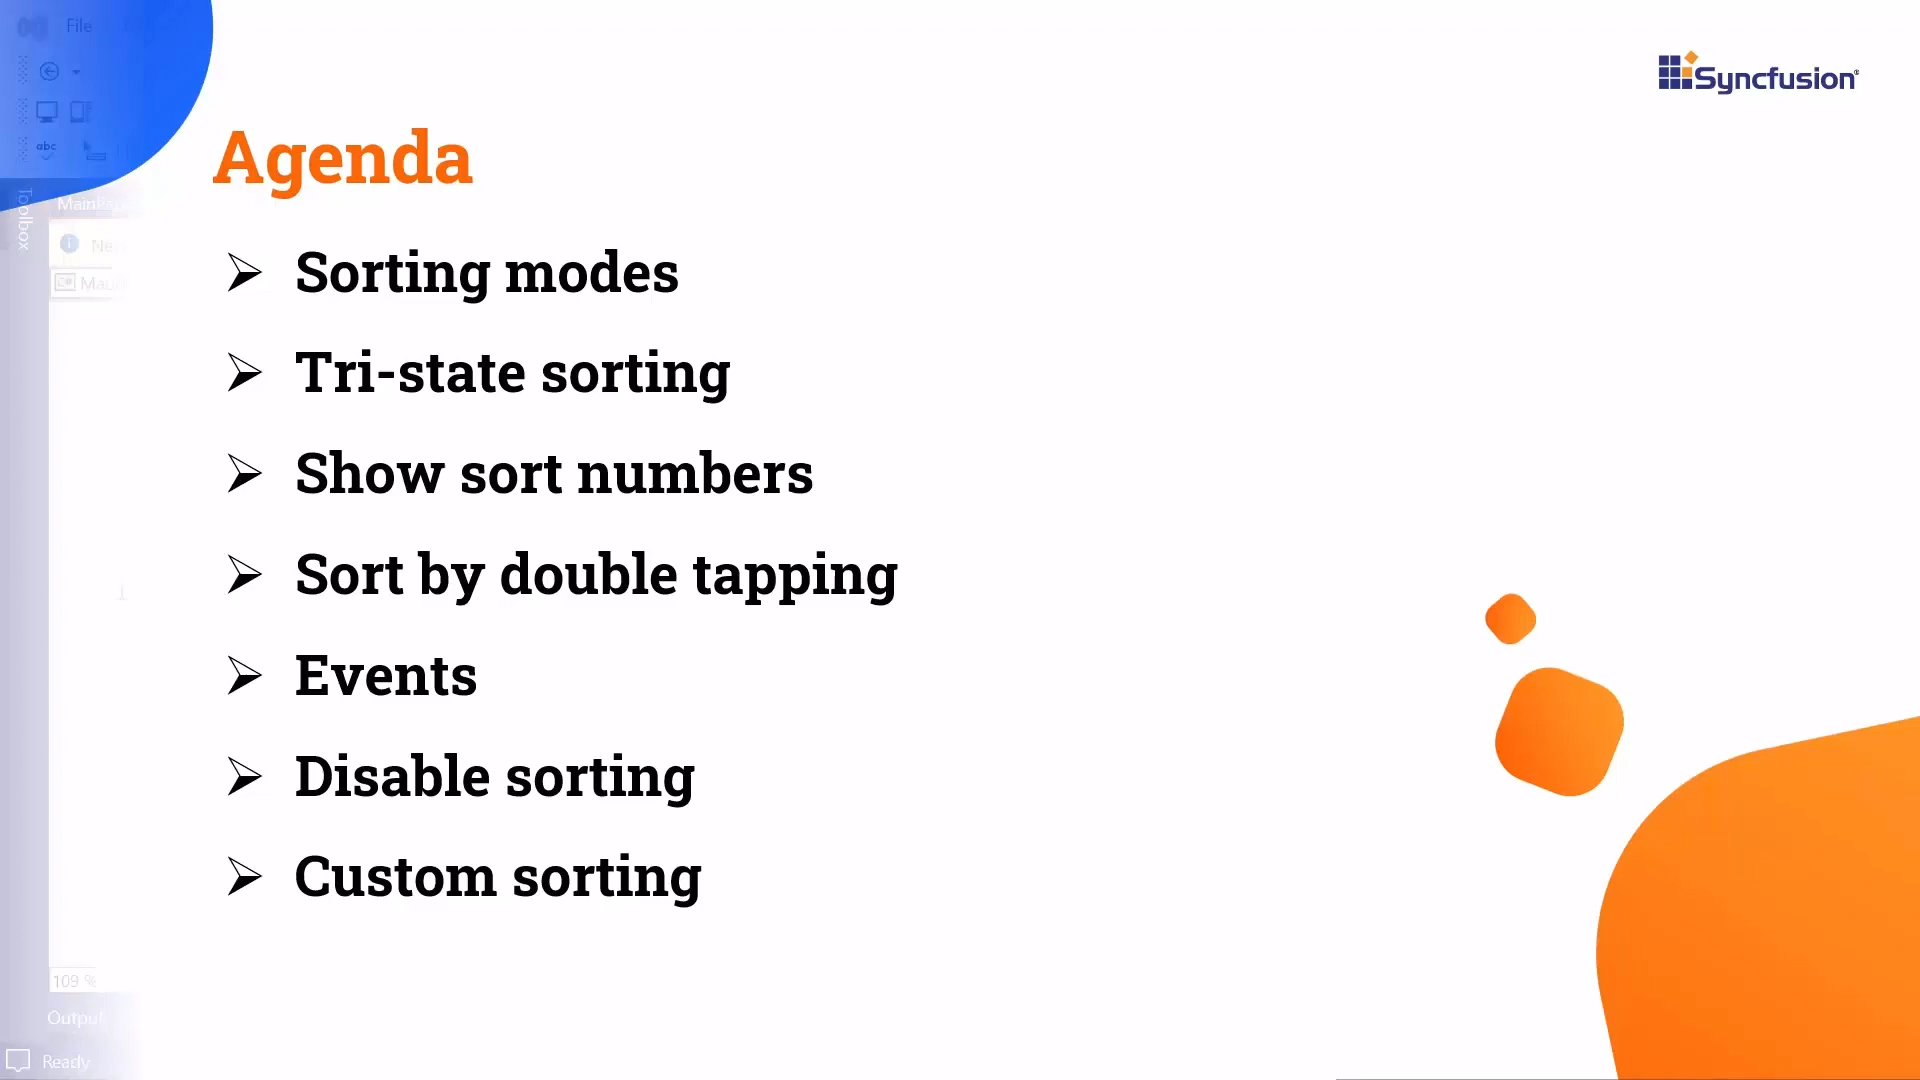 File
Syncfusion®
abc
Agenda
Toolbox
Sorting modes
Tri-state sorting
Show sort numbers
Sort by double tapping
Events
Disable sorting
Custom sorting
109 %
Output
Ready